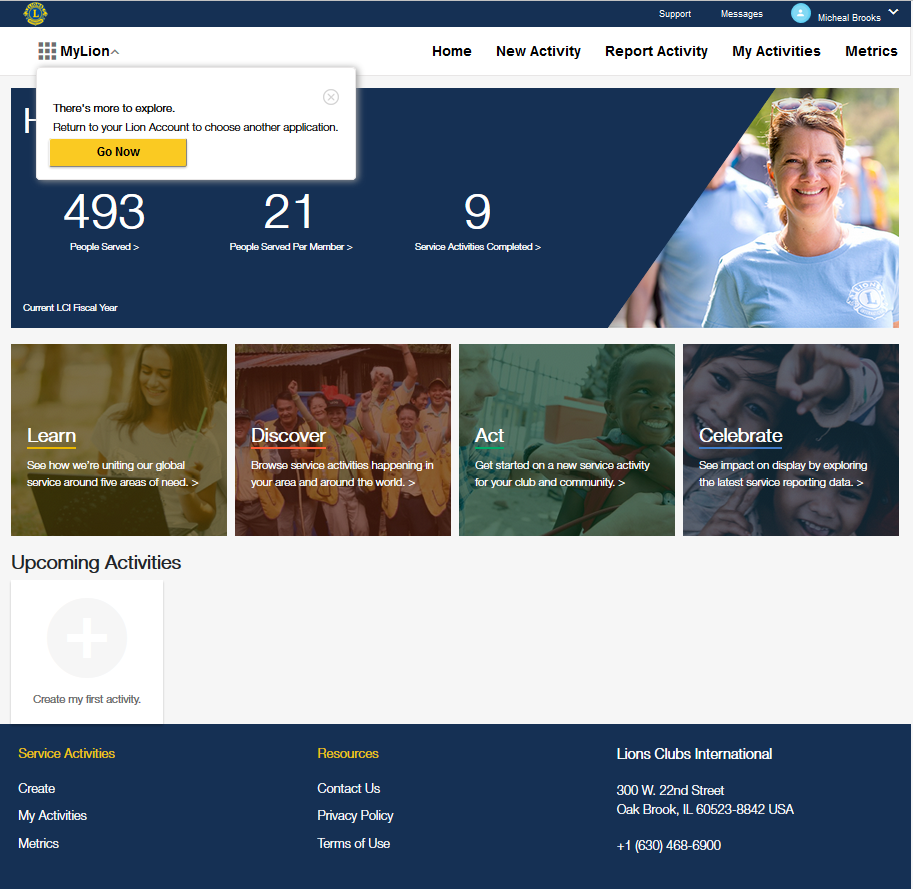 Support Messages Micheal Brooks
MyLion
Home New Activity Report Activity My Activities Metrics
There's more to explore.
Return to your Lion Account to choose another application.
Go Now
H
493 21 9
People Served > People Served Per Member > Service Activities Completed >
Current LCI Fiscal Year
Learn
See how we're uniting our global
service around five areas of need. >
Discover
Browse service activities happening in
your area and around the world. >
Act
Get started on a new service activity
for your club and community. >
Celebrate
See impact on display by exploring
the latest service reporting data. >
Upcoming Activities
Create my first activity.
Service Activities
Create
My Activities
Metrics
Resources
Contact Us
Privacy Policy
Terms of Use
Lions Clubs International
300 W. 22nd Street
Oak Brook, IL 60523-8842 USA
+1 (630) 468-6900